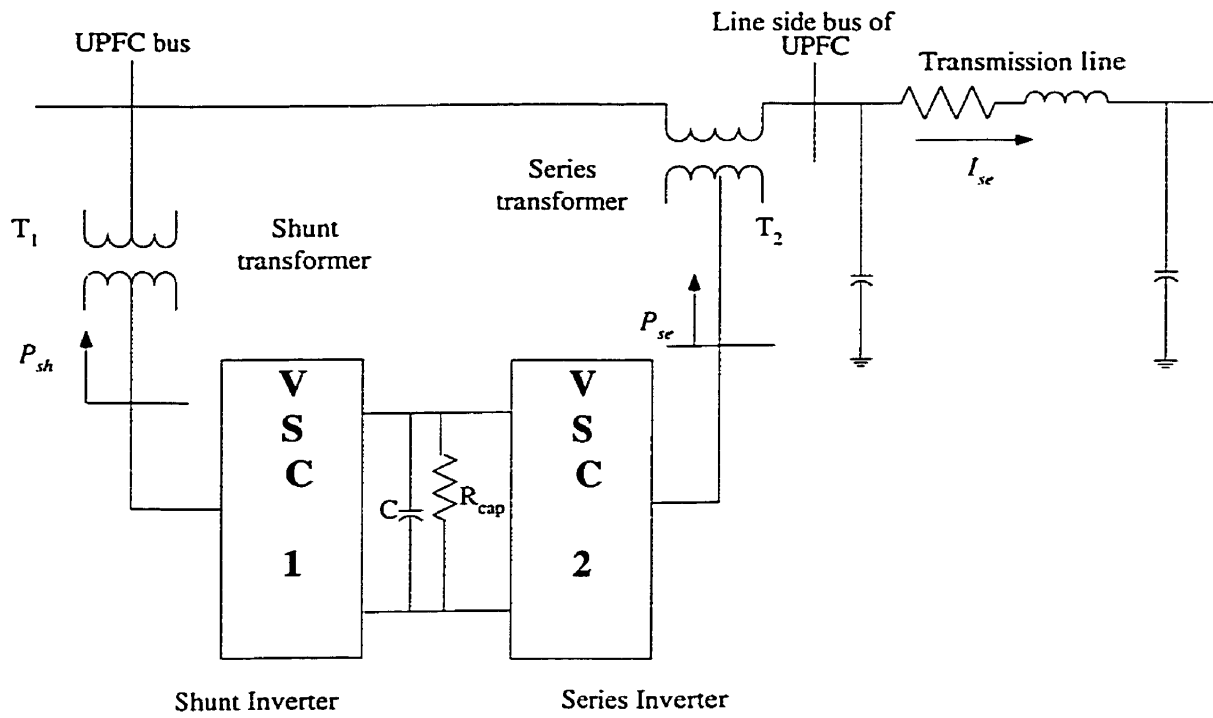 UPFC bus
Line side bus of
UPFC
Transmission line
I_se
Series
transformer
T_1
Shunt
transformer
T_2
P_sh
P_se
V
S
C
1
C
R_cap
V
S
C
2
Shunt Inverter
Series Inverter